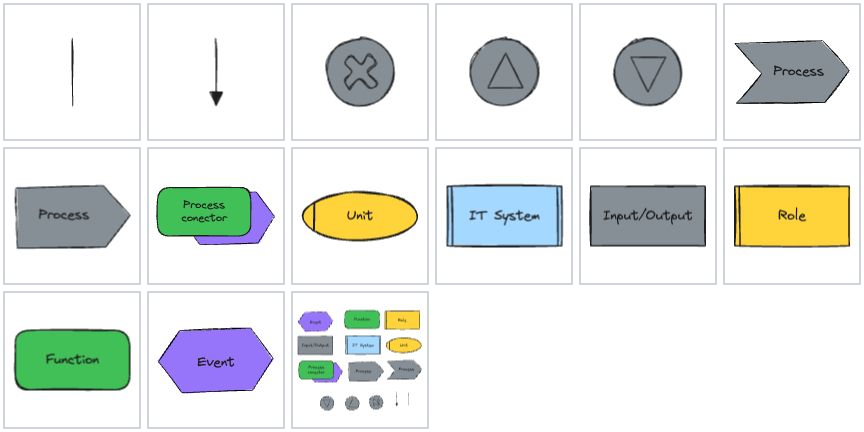 Process
Process
Process
conector
Unit
IT System
Input/Output
Role
Function
Event
Event
Function
Role
Input/Output
IT System
Unit
Process
conector
Process
Process